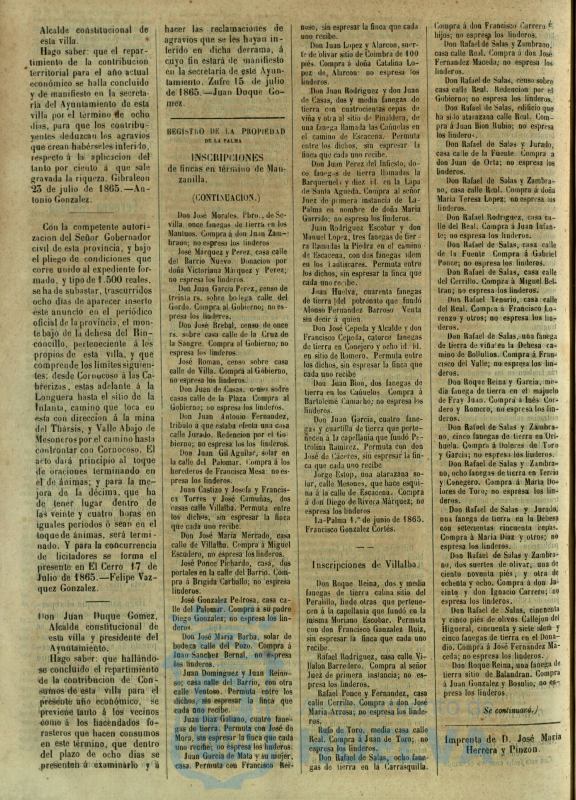 Alcalde constitucional de
esta villa.
Hago saber: que el repar-
timiento de la contribucion
territorial para el año actual
económico se halla concluido
y de manifiesto en la secreta-
ría del Ayuntamiento de esta
villa por el término de ocho
dias, para que los contribu-
yentes deduzcan los agravios
que crean habérseles inferido,
respecto á la aplicacion del
tanto por ciento á que sale
gravada la riqueza. Gibraleon
25 de julio de 1865.—An-
tonio Gonzalez.
Con la competente autori-
zacion del Señor Gobernador
civil de esta provincia, y bajo
el pliego de condiciones que
corre unido al expediente for-
mado, y tipo de 1.500 reales,
se ha de subastar, trascurridos
ocho dias de aparecer inserto
este anuncio en el periódico
oficial de la provincia, el mon-
te bajo de la dehesa del Rin-
concillo, perteneciente á los
propios de esta villa, y que
comprende los límites siguien-
tes: desde Cornocoso á las Ca-
brerizas, estas adelante á la
Longuera hasta el sitio de la
Infanta, camino que toca en
esta con direccion á la mina
del Thársis, y Valle Abajo de
Mesoneros por el camino hasta
confrontar con Cornocoso. El
acto dará principio al toque
de oraciones terminando en
el de ánimas; y para la me-
jora de la décima, que ha
de tener lugar dentro de
las veinte y cuatro horas en
iguales periodos ó sean en el
toque de ánimas, será termi-
nado. Y para la concurrencia
de licitadores se forma el
presente en El Cerro 17 de
Julio de 1865.—Felipe Vaz-
quez Gonzalez.
Don Juan Duque Gomez,
Alcalde constitucional de
esta villa y presidente del
Ayuntamiento.
Hago saber: que hallándo-
se concluido el repartimiento
de la contribucion de Con-
sumos de esta villa para el
presente año económico, se
previene tanto á los vecinos
como á los hacendados fo-
rasteros que hacen consumos
en este término, que dentro
del plazo de ocho dias se
presenten á examinarlo y á
hacer las reclamaciones de
agravios que se les hayan in-
ferido en dicha derrama, á
cuyo fin estará de manifiesto
en la secretaría de este Ayun-
tamiento. Zufre 15 de julio
de 1865.—Juan Duque Go-
mez.
REGISTRO DE LA PROPIEDAD
DE LA PALMA
INSCRIPCIONES
de fincas en término de Man-
zanilla.
(CONTINUACION.)
Don José Morales, Pbro., de Se-
villa, once fanegas de tierra en los
Mantuos. Compra á don Juan Zam-
brano; no espresa los linderos
José Marquez y Perez, casa calle
del Barrio Nuevo Donacion por
doña Victoriana Marquez y Perez;
no espresa los linderos.
Don Juan Garcia Perez, censo de
treinta rs. sobre bodega calle del
Gordo. Compra al Gobierno; no es-
presa los linderos.
Don José Brebal, censo de once
rs. sobre casa calle de la Cruz de
la Sangre. Compra al Gobierno; no
espresa los linderos.
José Roman, censo sobre casa
calle de Villa. Compra al Gobierno,
no espresa los linderos.
Don Juan de Casas, censo sobre
casas calle de la Plaza. Compra al
Gobierno; no espresa los linderos.
Don Juan Antonio Fernandez,
tributo á que estaba efecta una casa
calle Jurado. Redencion por el Go-
bierno; no espresa los linderos.
Don Juan Gil Aguilar, solar en
la calle del Palomar. Compra á los
herederos de Francisca Mesa: no es-
presa los linderos.
Juan Castizo y Josefa y Francis-
ca Torres y José Camuñas, dos
casas calle Villalba. Permuta entre
los dichos, sin espresar la finca
que cada uno recibe.
Don José María Merando, casa
calle de Villalba. Compra á Miguel
Escudero, no espresa los linderos.
José Ponce Pichardo, casa, dos
portales en la calle del Barrio. Com-
pra á Brigada Carballo; no espresa
los linderos.
José Gonzalez Pedrosa, casa ca-
lle del Palomar. Compra á su padre
Diego Gonzalez; no espresa los lin-
deros.
Don José Maria Barba, solar de
bodega calle del Pozo. Compra á
Juan Sanchez Bernal, no espresa
los linderos.
Juan Dominguez y Juan Reino-
so; casa calle del Barrio, con otra
calle Ventoso. Permuta entre los
dichos, sin espresar la finca que ca-
da uno recibe.
Juan Diaz Galiano, cuatro fane-
gas de tierra. Permuta con José de
Mora, sin espresar la finca que cada
uno recibe; no espresa los linderos.
Juan Garcia de Mata y su mujer,
casa. Permuta con Francisco Rei-
noso, sin espresar la finca que cada
uno recibe.
Don Juan Lopez y Alarcon, suer-
te de olivar sitio de Coimbra de 100
piés. Compra á doña Catalina Lo-
pez de Alarcon: no espresa los
linderos.
Juan Rodriguez y don Juan
de Casas, dos y media fanegas de
tierra con cuatrocientas cepas de
viña y otra al sitio de Pinaldera, de
una fanega llamada las Cañuelas en
el camino de Escacena. Permuta
entre los dichos, sin espresar la
finca que cada uno recibe.
Don Juan Perez del Infiesto, do-
ce fanegas de tierra llamadas la
Barqueruela y diez id. en la Lapa
de Santa Agueda. Compra al señor
Juez de primera instancia de La-
Palma en nombre de doña Maria
Garrido; no espresa los linderos.
Juan Rodriguez Escobar y don
Manuel Lopez, tres fanegas de tier-
ra llamada la Piedra en el camino
de Escacena, con dos fanegas idem
en los Jautucares. Permuta entre
los dichos, sin espresar la finca que
cada uno recibe.
Juan Huelva, cuarenta fanegas
de tierra del potronato que fundó
Alonso Fernandez Barroso Venta
sin decir á quien.
Don José Cepeda y Alcalde y don
Francisco Cepeda, catorce fanegas
de tierra en Conejero y ocho id. id.
en sitio de Romero. Permuta entre
los dichos, sin espresar la finca que
cada uno recibe
Don Juan Bion, dos fanegas de
tierra en los Cañuelos. Compra á
Bartolomé Camacho; no espresa los
linderos.
Don Juan Garcia, cuatro fane-
gas y cuartilla de tierra que perte-
necen á la capellania que fundó Pe-
tronila Ramirez. Permuta con don
José de Cáceres, sin espresar la fin-
ca que cada uno recibe
Jorge Estop, una atarazana so-
lar, calle Mesones, que hace esqui-
na á la calle de Escacena. Compra
á don Diego de Rivera Márquez; no
espresa los linderos
La-Palma 1.º de junio de 1865.
Francisco Gonzalez Cortés.
Inscripciones de Villalba.
Don Roque Reina, dos y media
fanegas de tierra calma sitio del
Peralillo, linde otras que pertene-
cen á la capellania que fundó en la
misma Moriano Escobar. Permuta
con don Francisco Gonzalez Ruiz,
sin espresar la finca que cada uno
recibe.
Rafael Rodriguez, casa calle Vi-
llalon Barredero. Compra al señor
juez de primera instancia; no es-
presa los linderos.
Rafael Ponce y Fernandez, casa
calle Cerrillo. Compra á don José
Maria Arroyo; no espresa los linde-
ros.
Rufo de Toro, media casa calle
Real. Compra á Juan de Toro; no
espresa los linderos.
Don Rafael de Salas, ocho fane-
gas de tierra en la Carrasquilla.
Compra á don Francisco Carrero é
hijos; no espresa los linderos.
Don Rafael de Salas y Zambrano,
casa calle Real. Compra á don José
Fernandez Maceda; no espresa los
linderos.
Don Rafael de Salas, censo sobre
casa calle Real. Redencion por el
Gobierno; no espresa los linderos.
Don Rafael de Salas, edificio que
ha sido atarazana calle Real. Com-
pra á Juan Bion Rubio; no espresa
los linderos.
Don Rafael de Salas y Jurado,
casa calle de la Fuente Compra á
don Juan de Ortа; no espresa los
linderos.
Don Rafael de Salas y Zambra-
no, casa calle Real. Compra á doña
Maria Teresa Lopez; no espresa los
linderos.
Don Rafael Rodriguez, casa ca-
lle del Real. Compra á Juan Infan-
te; no espresa los linderos.
Don Rafael de Salas, casa calle
de la Fuente Compra á Gabriel
Ponce; no espresa los linderos.
Don Rafael de Salas, casa calle
del Cerrillo. Compra á Miguel Bel-
tran; no espresa los linderos.
Don Rafael Tenorio, casa calle
del Real. Compra á Francisco Lo-
renzo y otros; no espresa los linde-
ros.
Don Rafael de Salas, una fanega
de tierra de viña en la Dehesa ca-
mino de Bollullos. Compra á Fran-
cisco del Valle; no espresa los lin-
deros.
Don Roque Reina y Garcia, me-
dia fanega de tierra en el majuelo
de Fray Juan. Compra á Inés Cor-
dero y Romero; no espresa los lin-
deros.
Don Rafael de Salas y Zambra-
no, cinco fanegas de tierra en Ori-
huela. Compra á Dolores del Toro
y Garcia; no espresa los linderos.
Don Rafael de Salas y Zambra-
no, ocho fanegas de tierra en Tercia
y Conegero. Compra á Maria Do-
lores de Toro; no espresa los lin-
deros.
Don Rafael de Salas y Jurado,
una fanega de tierra en la Dehesa
con setecientas cincuenta cepas.
Compra á Maria Diaz y otros; no
espresa los linderos.
Don Rafael de Salas y Zambra-
no, dos suertes de olivar, una de
ciento noventa piés, y otra de
ochenta y ocho. Compra á don Ja-
cinto y don Ignacio Carrero; no
espresa los linderos.
Don Rafael de Salas, cincuenta
y cinco piés de olivos Callejon del
Higueral, cincuenta y siete idem y
cinco fanegas de tierra en el Dona-
dio. Compra á José Fernandez Ma-
ceda; no espresa los linderos.
Don Roque Reina, una fanega de
tierra sitio de Balandran. Compra
á Juan Gonzalez y Bosulio; no es-
presa los linderos.
Se continuará.)
Imprenta de D. José Maria
Herrera y Pinzon.